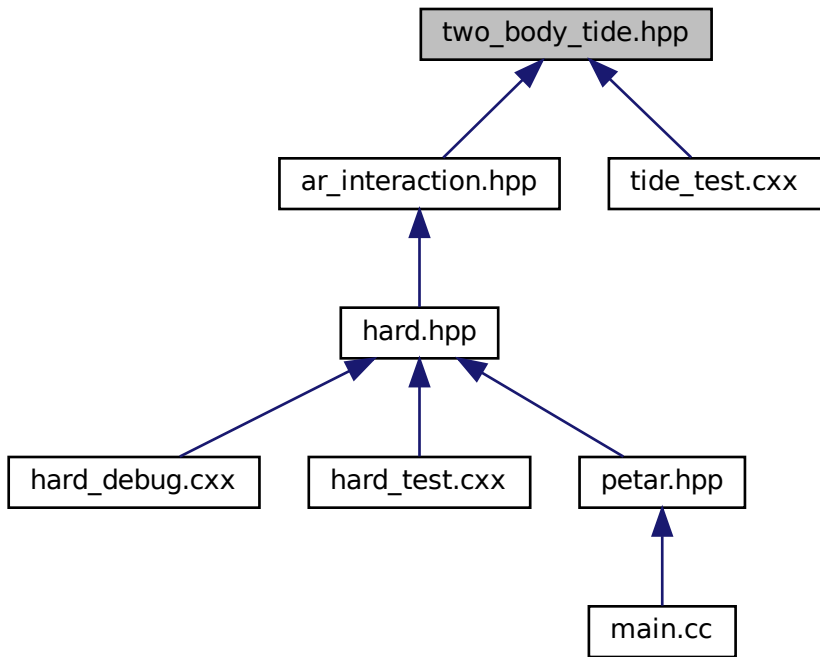 two_body_tide.hpp
ar_interaction.hpp
tide_test.cxx
hard.hpp
hard_debug.cxx
hard_test.cxx
petar.hpp
main.cc